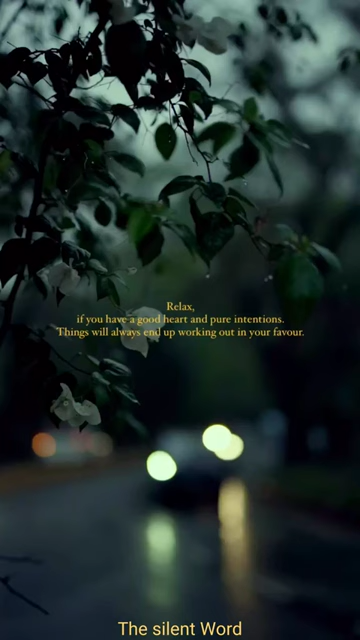 Relax,
if you have a good heart and pure intentions.
Things will always end up working out in your favour.
The silent Word